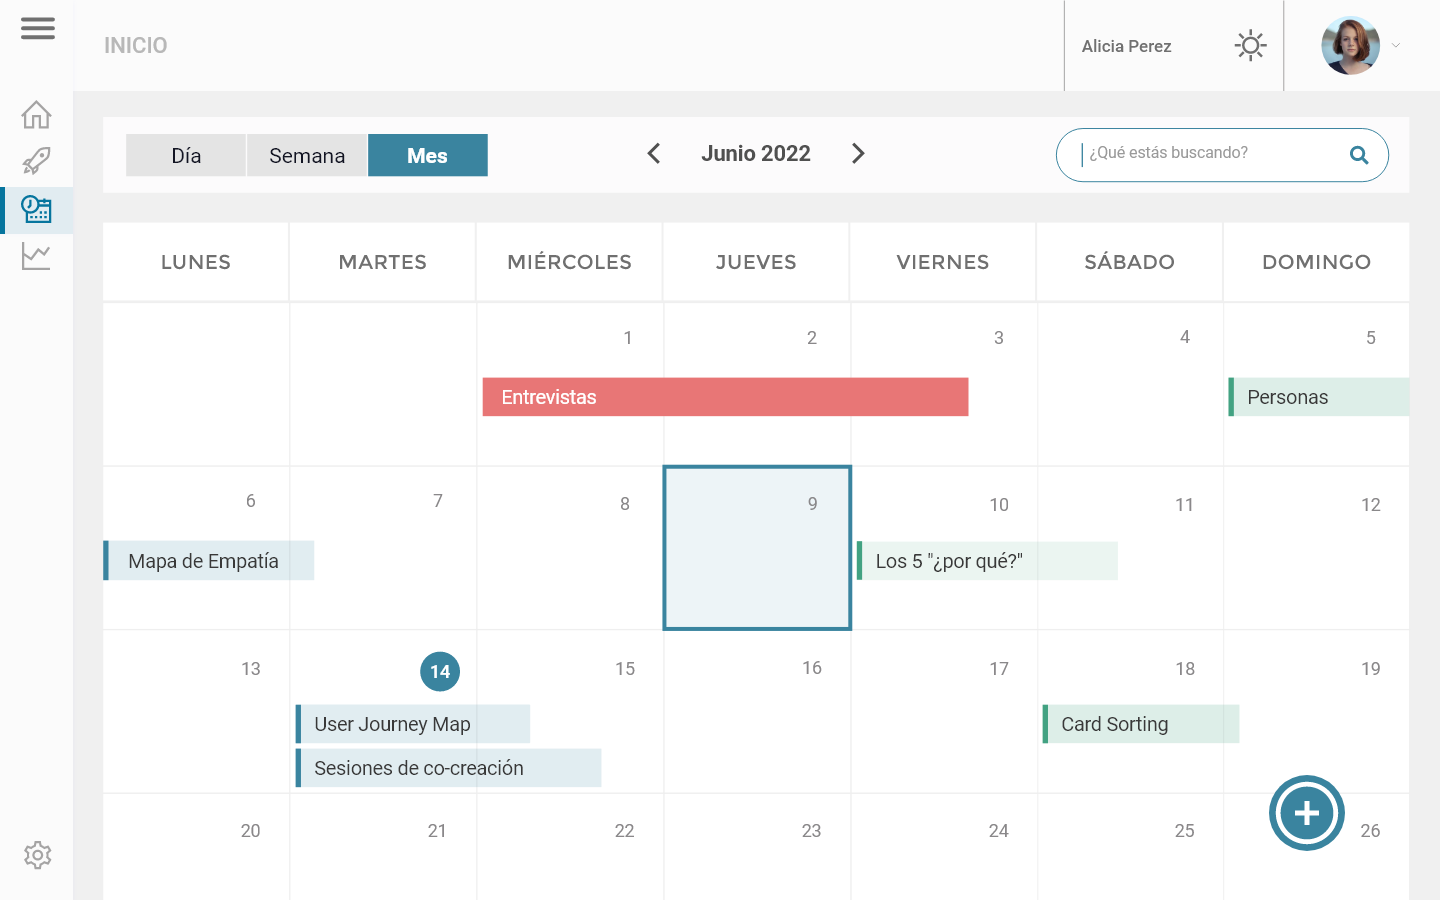 INICIO
Alicia Perez
Día Semana Mes
Junio 2022
¿Qué estás buscando?
LUNES MARTES MIÉRCOLES JUEVES VIERNES SÁBADO DOMINGO
1 2 3 4 5
Entrevistas Personas
6 7 8 9 10 11 12
Mapa de Empatía Los 5 "¿por qué?"
13 14 15 16 17 18 19
User Journey Map Card Sorting
Sesiones de co-creación
20 21 22 23 24 25 26